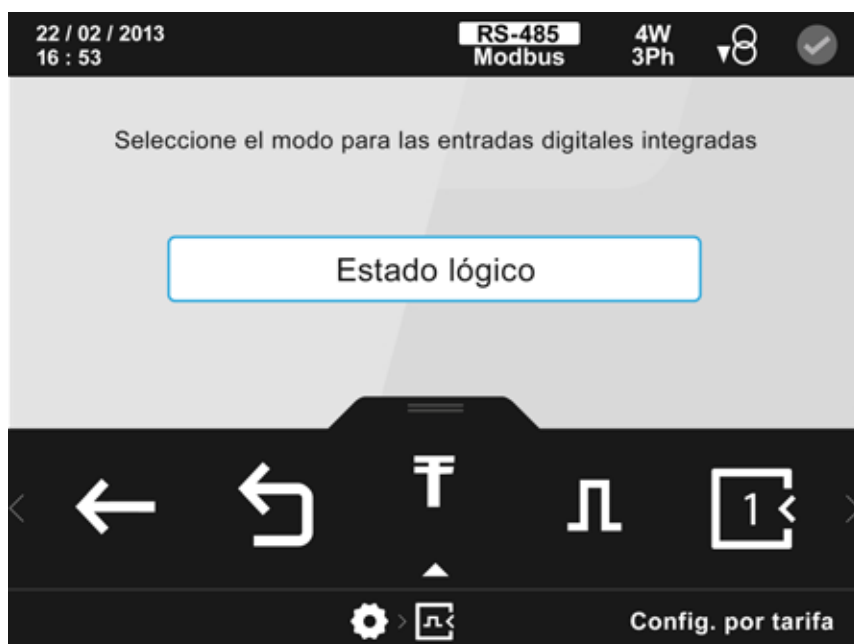 22 / 02 / 2013
16 : 53
RS-485
Modbus
4W
3Ph
Seleccione el modo para las entradas digitales integradas
Estado lógico
1
Config. por tarifa